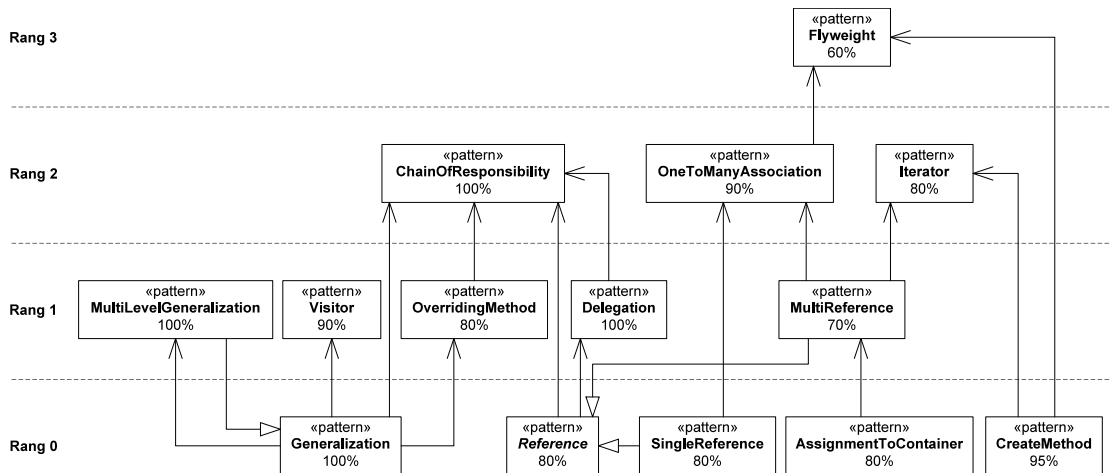 Rang 3
«pattern»
Flyweight
60%
Rang 2
«pattern»
ChainOfResponsibility
100%
«pattern»
OneToManyAssociation
90%
«pattern»
Iterator
80%
Rang 1
«pattern»
MultiLevelGeneralization
100%
«pattern»
Visitor
90%
«pattern»
OverridingMethod
80%
«pattern»
Delegation
100%
«pattern»
MultiReference
70%
Rang 0
«pattern»
Generalization
100%
«pattern»
Reference
80%
«pattern»
SingleReference
80%
«pattern»
AssignmentToContainer
80%
«pattern»
CreateMethod
95%